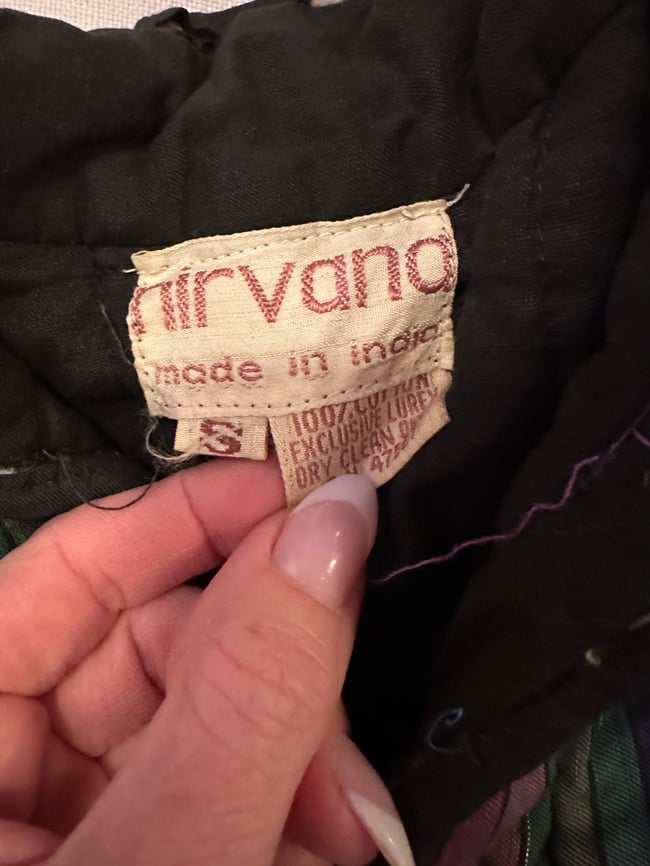 nirvana
made in india
S
100% COTTON
EXCLUSIVE LUREX
DRY CLEAN